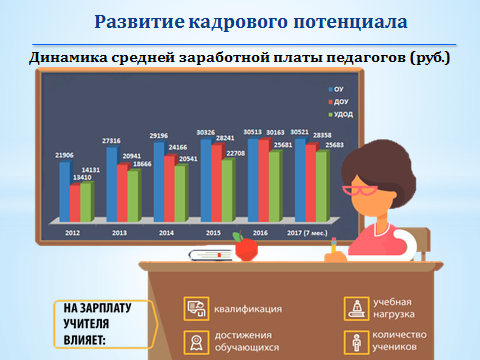 Развитие кадрового потенциала
Динамика средней заработной платы педагогов (руб.)
ОУ
ДОУ
УДОД
21906
13410
14131
27316
20941
18666
29196
24166
20541
30326
28241
22708
30513
30163
25681
30521
28358
25683
2012
2013
2014
2015
2016
2017 (7 мес.)
НА ЗАРПЛАТУ
УЧИТЕЛЯ
ВЛИЯЕТ:
квалификация
достижения
обучающихся
учебная
нагрузка
количество
учеников